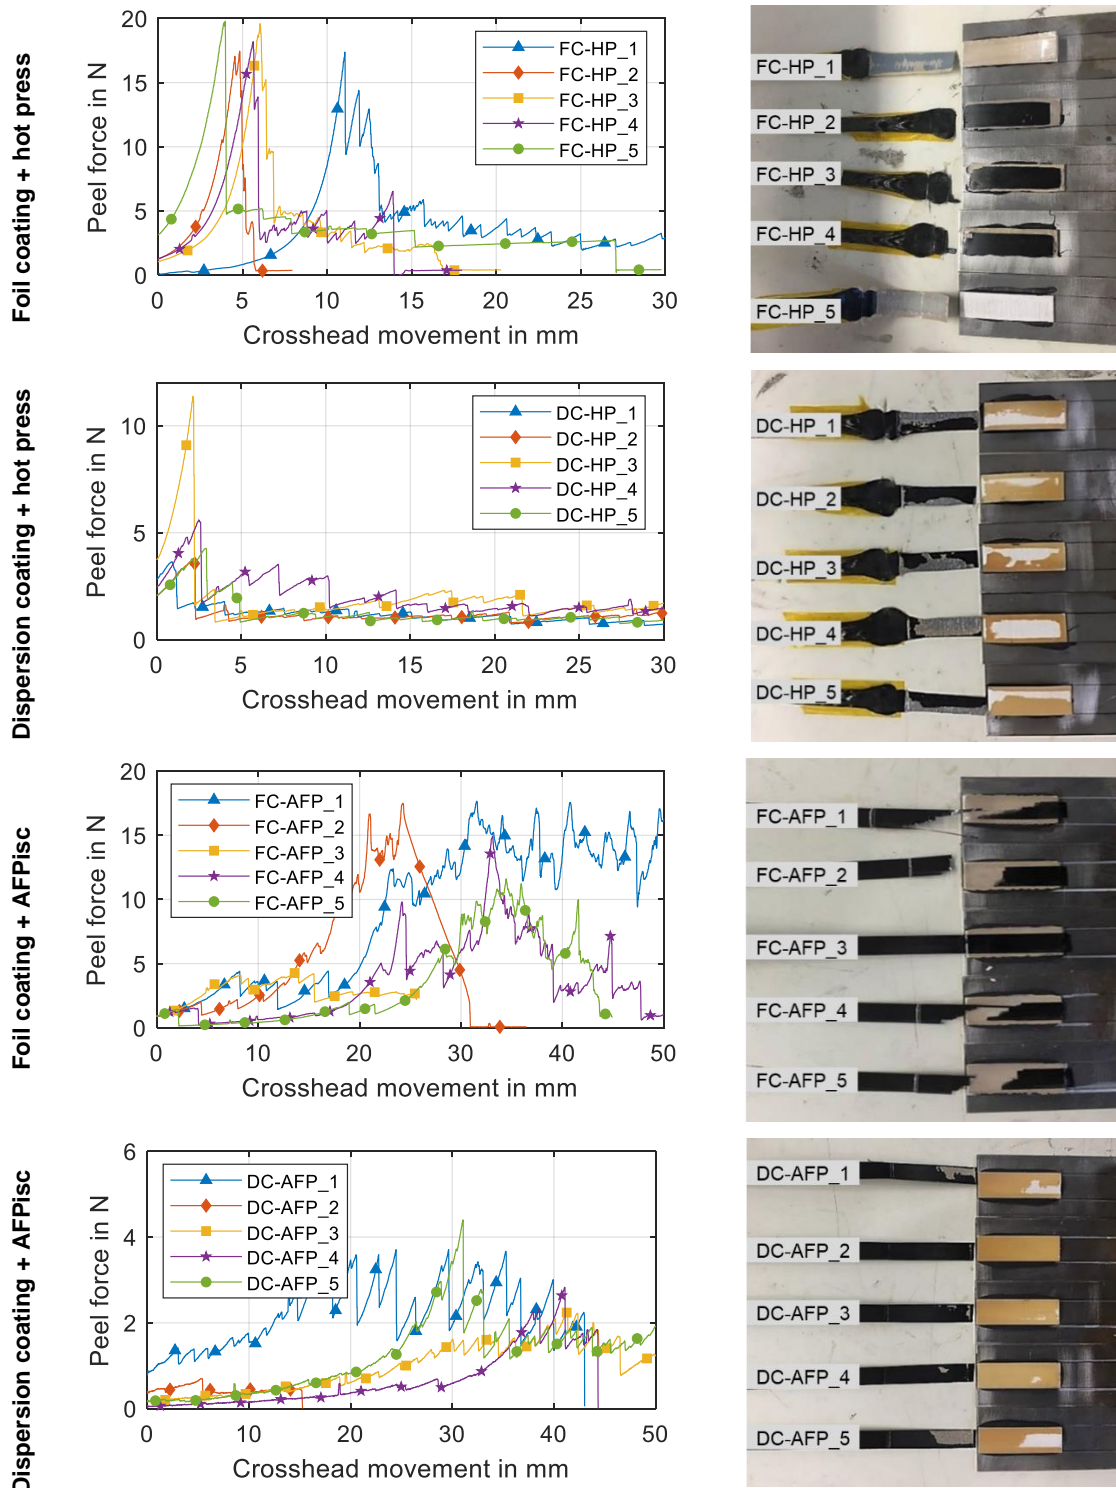 Foil coating + hot press
Peel force in N
20
15
10
5
0
0 5 10 15 20 25 30
Crosshead movement in mm
FC-HP_1
FC-HP_2
FC-HP_3
FC-HP_4
FC-HP_5
FC-HP_1
FC-HP_2
FC-HP_3
FC-HP_4
FC-HP_5
Dispersion coating + hot press
Peel force in N
10
5
0
0 5 10 15 20 25 30
Crosshead movement in mm
DC-HP_1
DC-HP_2
DC-HP_3
DC-HP_4
DC-HP_5
DC-HP_1
DC-HP_2
DC-HP_3
DC-HP_4
DC-HP_5
Foil coating + AFPisc
Peel force in N
20
15
10
5
0
0 10 20 30 40 50
Crosshead movement in mm
FC-AFP_1
FC-AFP_2
FC-AFP_3
FC-AFP_4
FC-AFP_5
FC-AFP_1
FC-AFP_2
FC-AFP_3
FC-AFP_4
FC-AFP_5
Dispersion coating + AFPisc
Peel force in N
6
4
2
0
0 10 20 30 40 50
Crosshead movement in mm
DC-AFP_1
DC-AFP_2
DC-AFP_3
DC-AFP_4
DC-AFP_5
DC-AFP_1
DC-AFP_2
DC-AFP_3
DC-AFP_4
DC-AFP_5